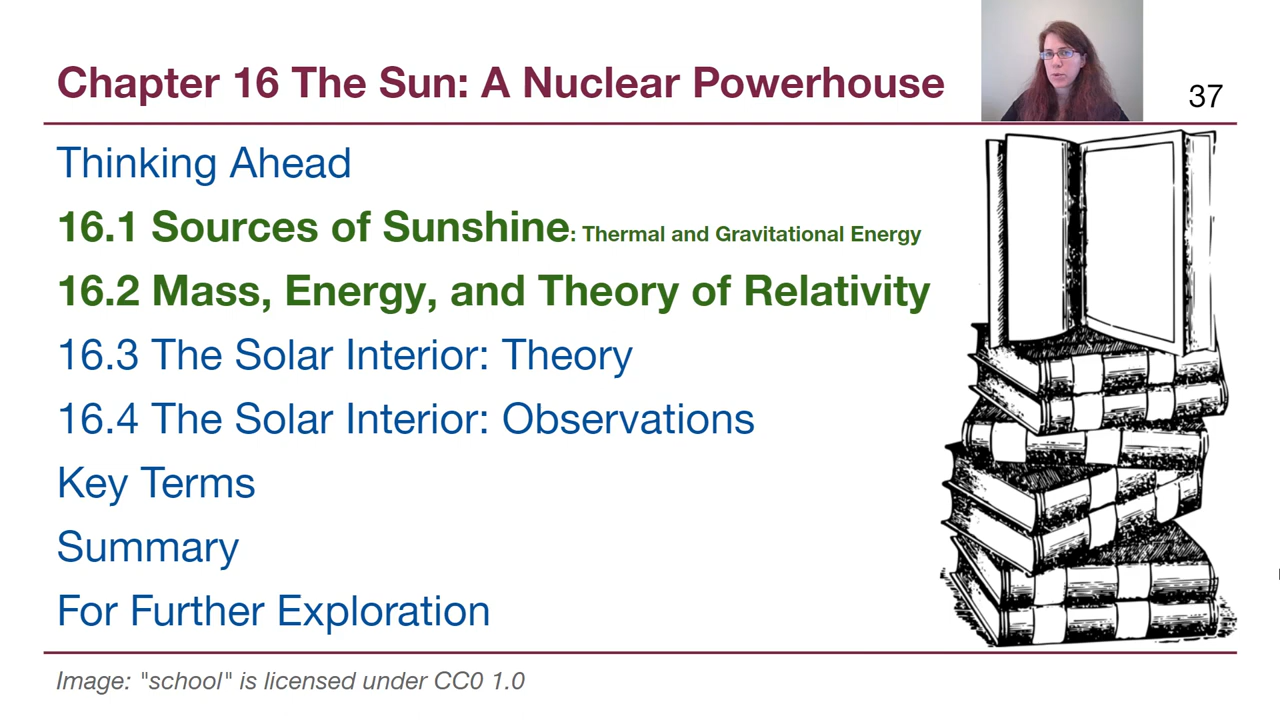 Chapter 16 The Sun: A Nuclear Powerhouse
37
Thinking Ahead
16.1 Sources of Sunshine: Thermal and Gravitational Energy
16.2 Mass, Energy, and Theory of Relativity
16.3 The Solar Interior: Theory
16.4 The Solar Interior: Observations
Key Terms
Summary
For Further Exploration
Image: "school" is licensed under CC0 1.0